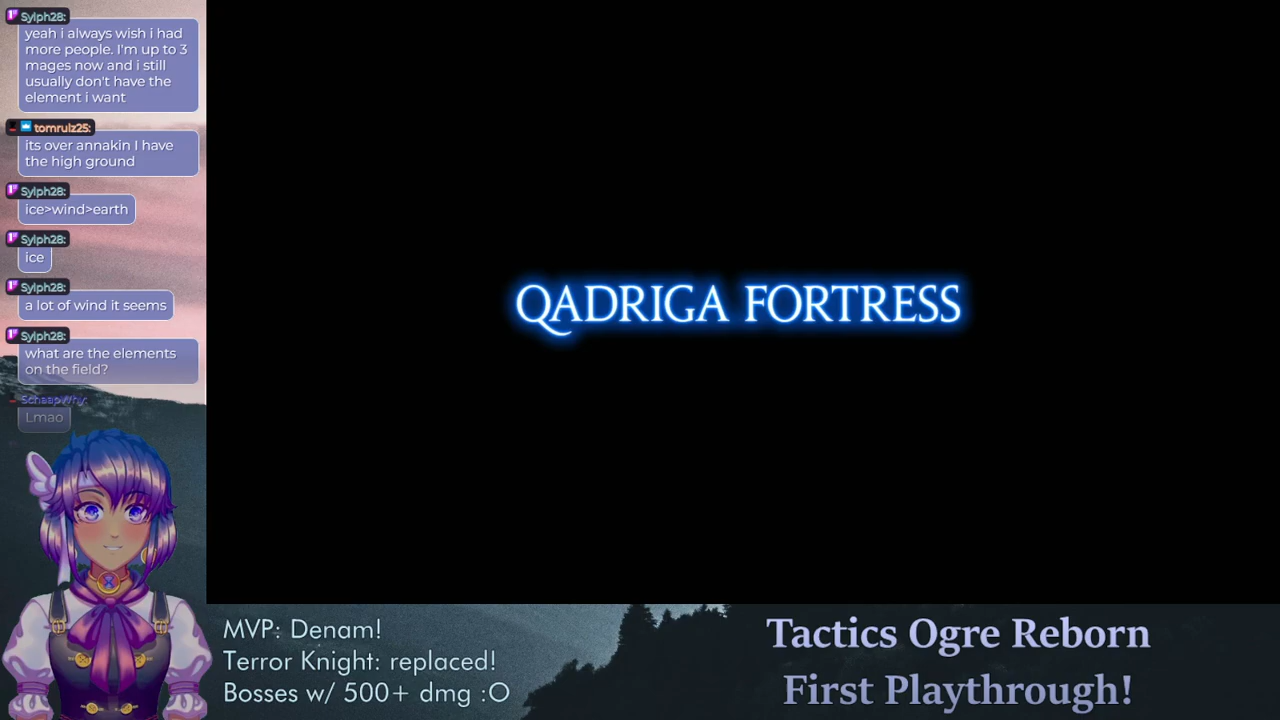 Sylph28:
yeah i always wish i had
more people. I'm up to 3
mages now and i still
usually don't have the
element i want
tomrulz25:
its over annakin I have
the high ground
Sylph28:
ice>wind>earth
Sylph28:
ice
Sylph28:
a lot of wind it seems
Sylph28:
what are the elements
on the field?
SchaapWhy:
Lmao
QADRIGA FORTRESS
MVP: Denam!
Terror Knight: replaced!
Bosses w/ 500+ dmg :O
Tactics Ogre Reborn
First Playthrough!